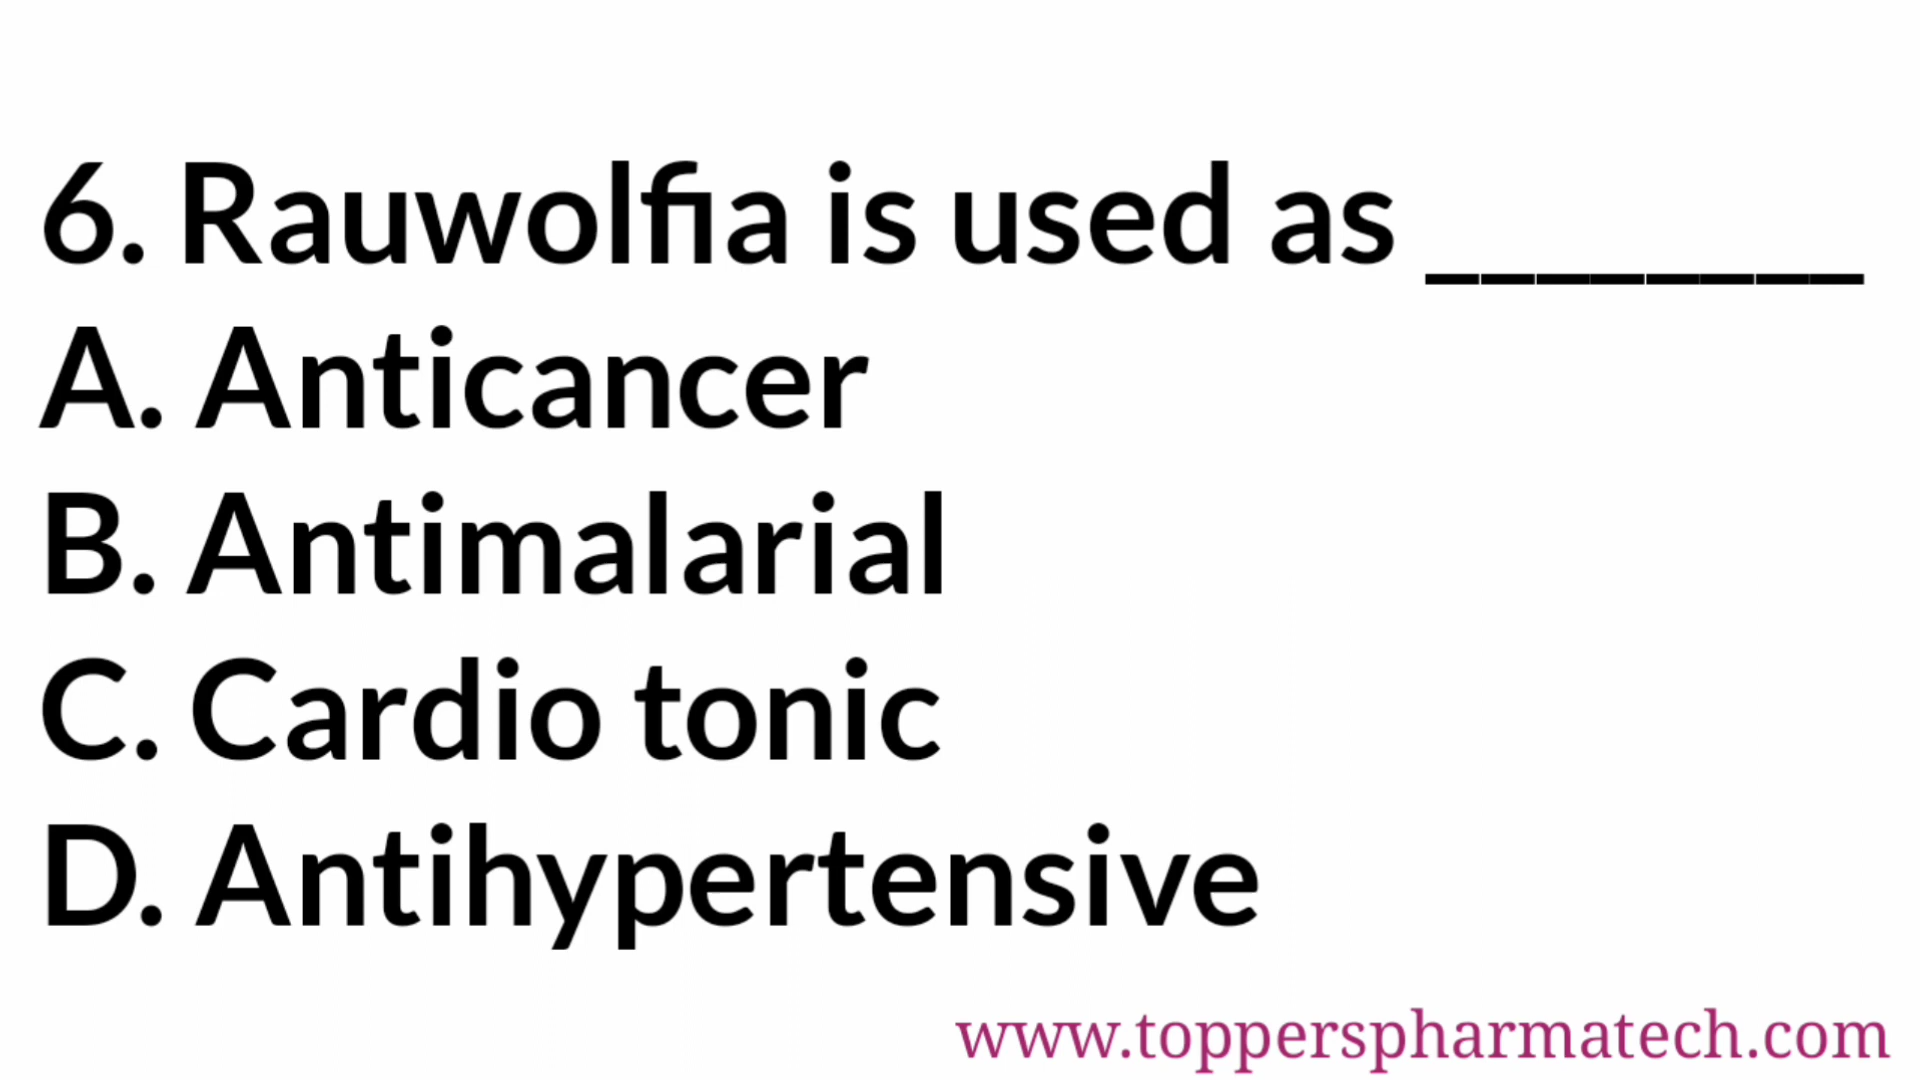 6. Rauwolfia is used as ________
A. Anticancer
B. Antimalarial
C. Cardio tonic
D. Antihypertensive
www.topperspharmatech.com